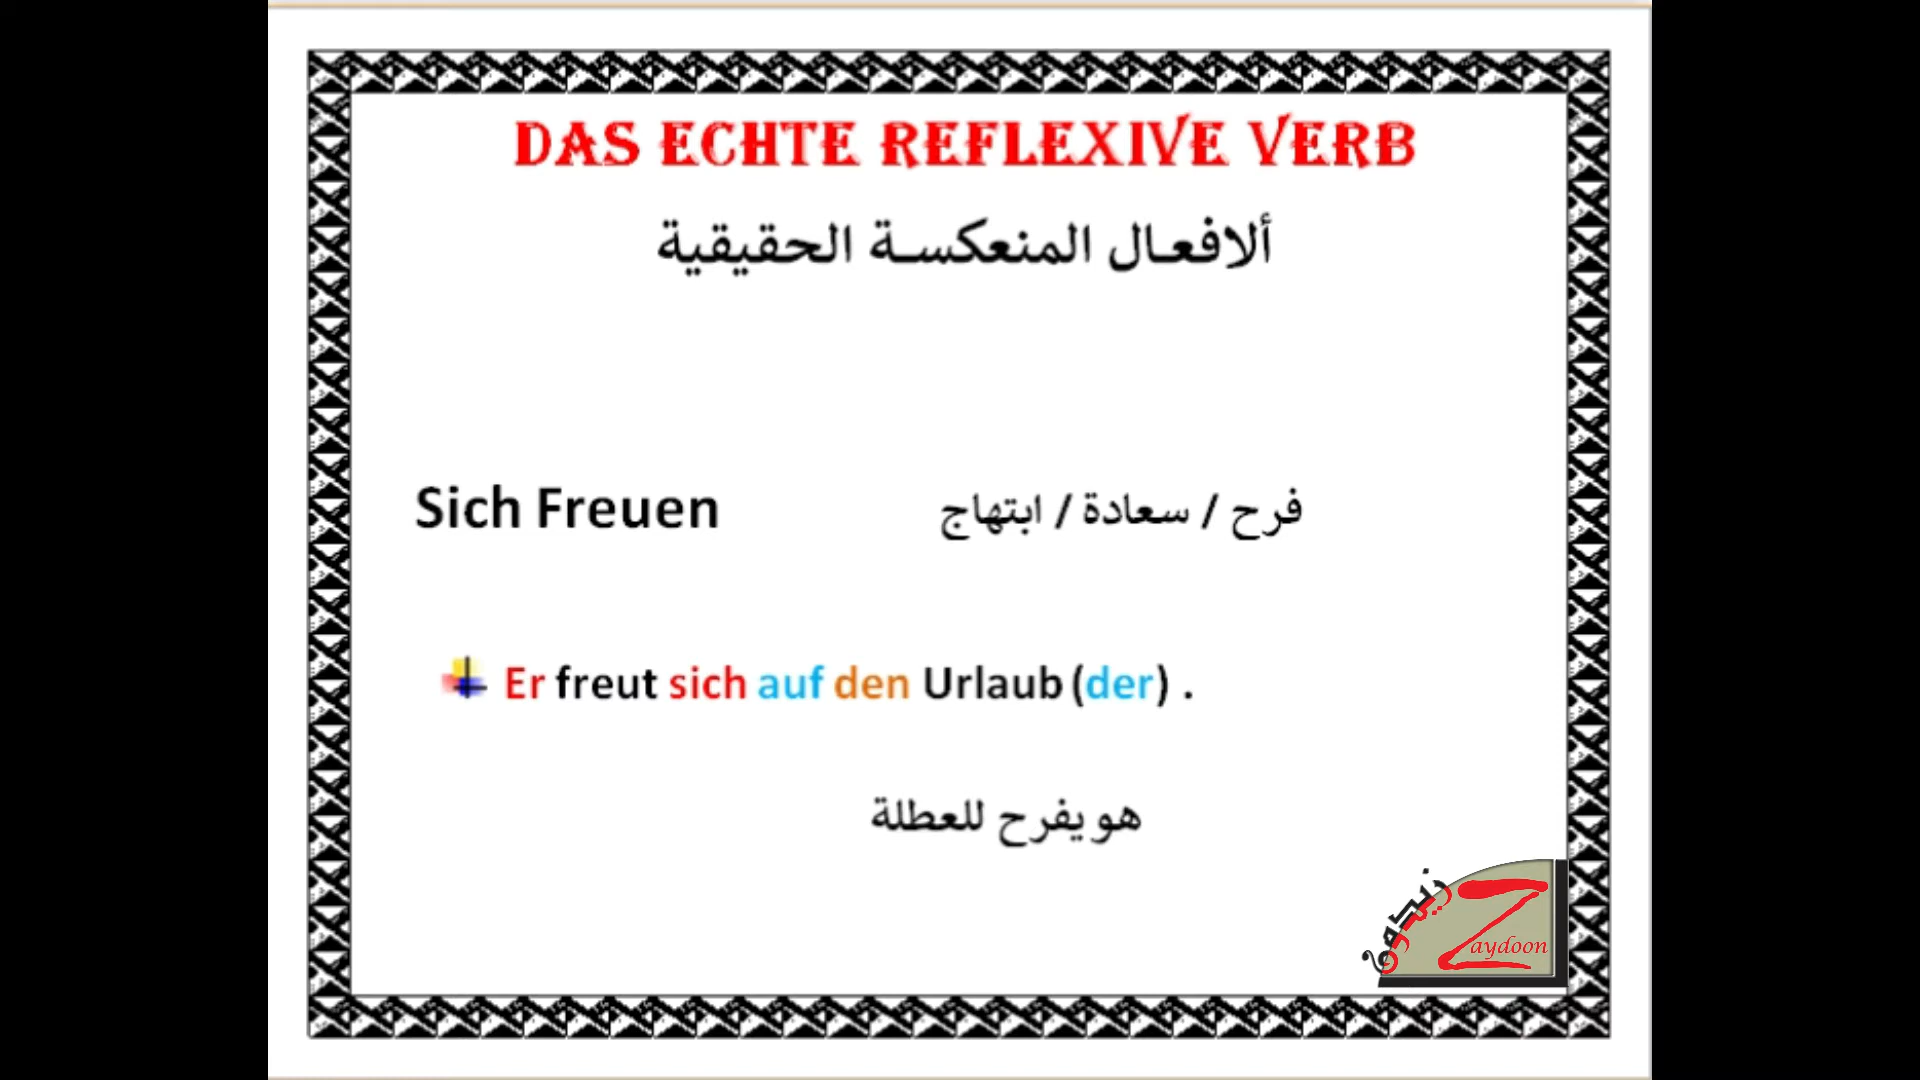 DAS ECHTE REFLEXIVE VERB
ألافعال المنعكسة الحقيقية
Sich Freuen فرح / سعادة / ابتهاج
Er freut sich auf den Urlaub (der) .
هو يفرح للعطلة
زيدون
Zaydoon